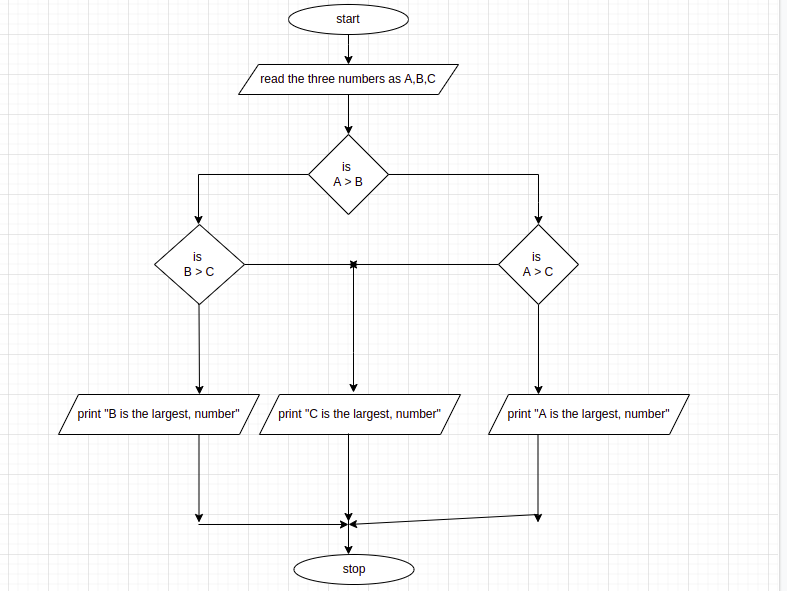 start
read the three numbers as A,B,C
is
A > B
is
B > C
is
A > C
print "B is the largest, number"
print "C is the largest, number"
print "A is the largest, number"
stop